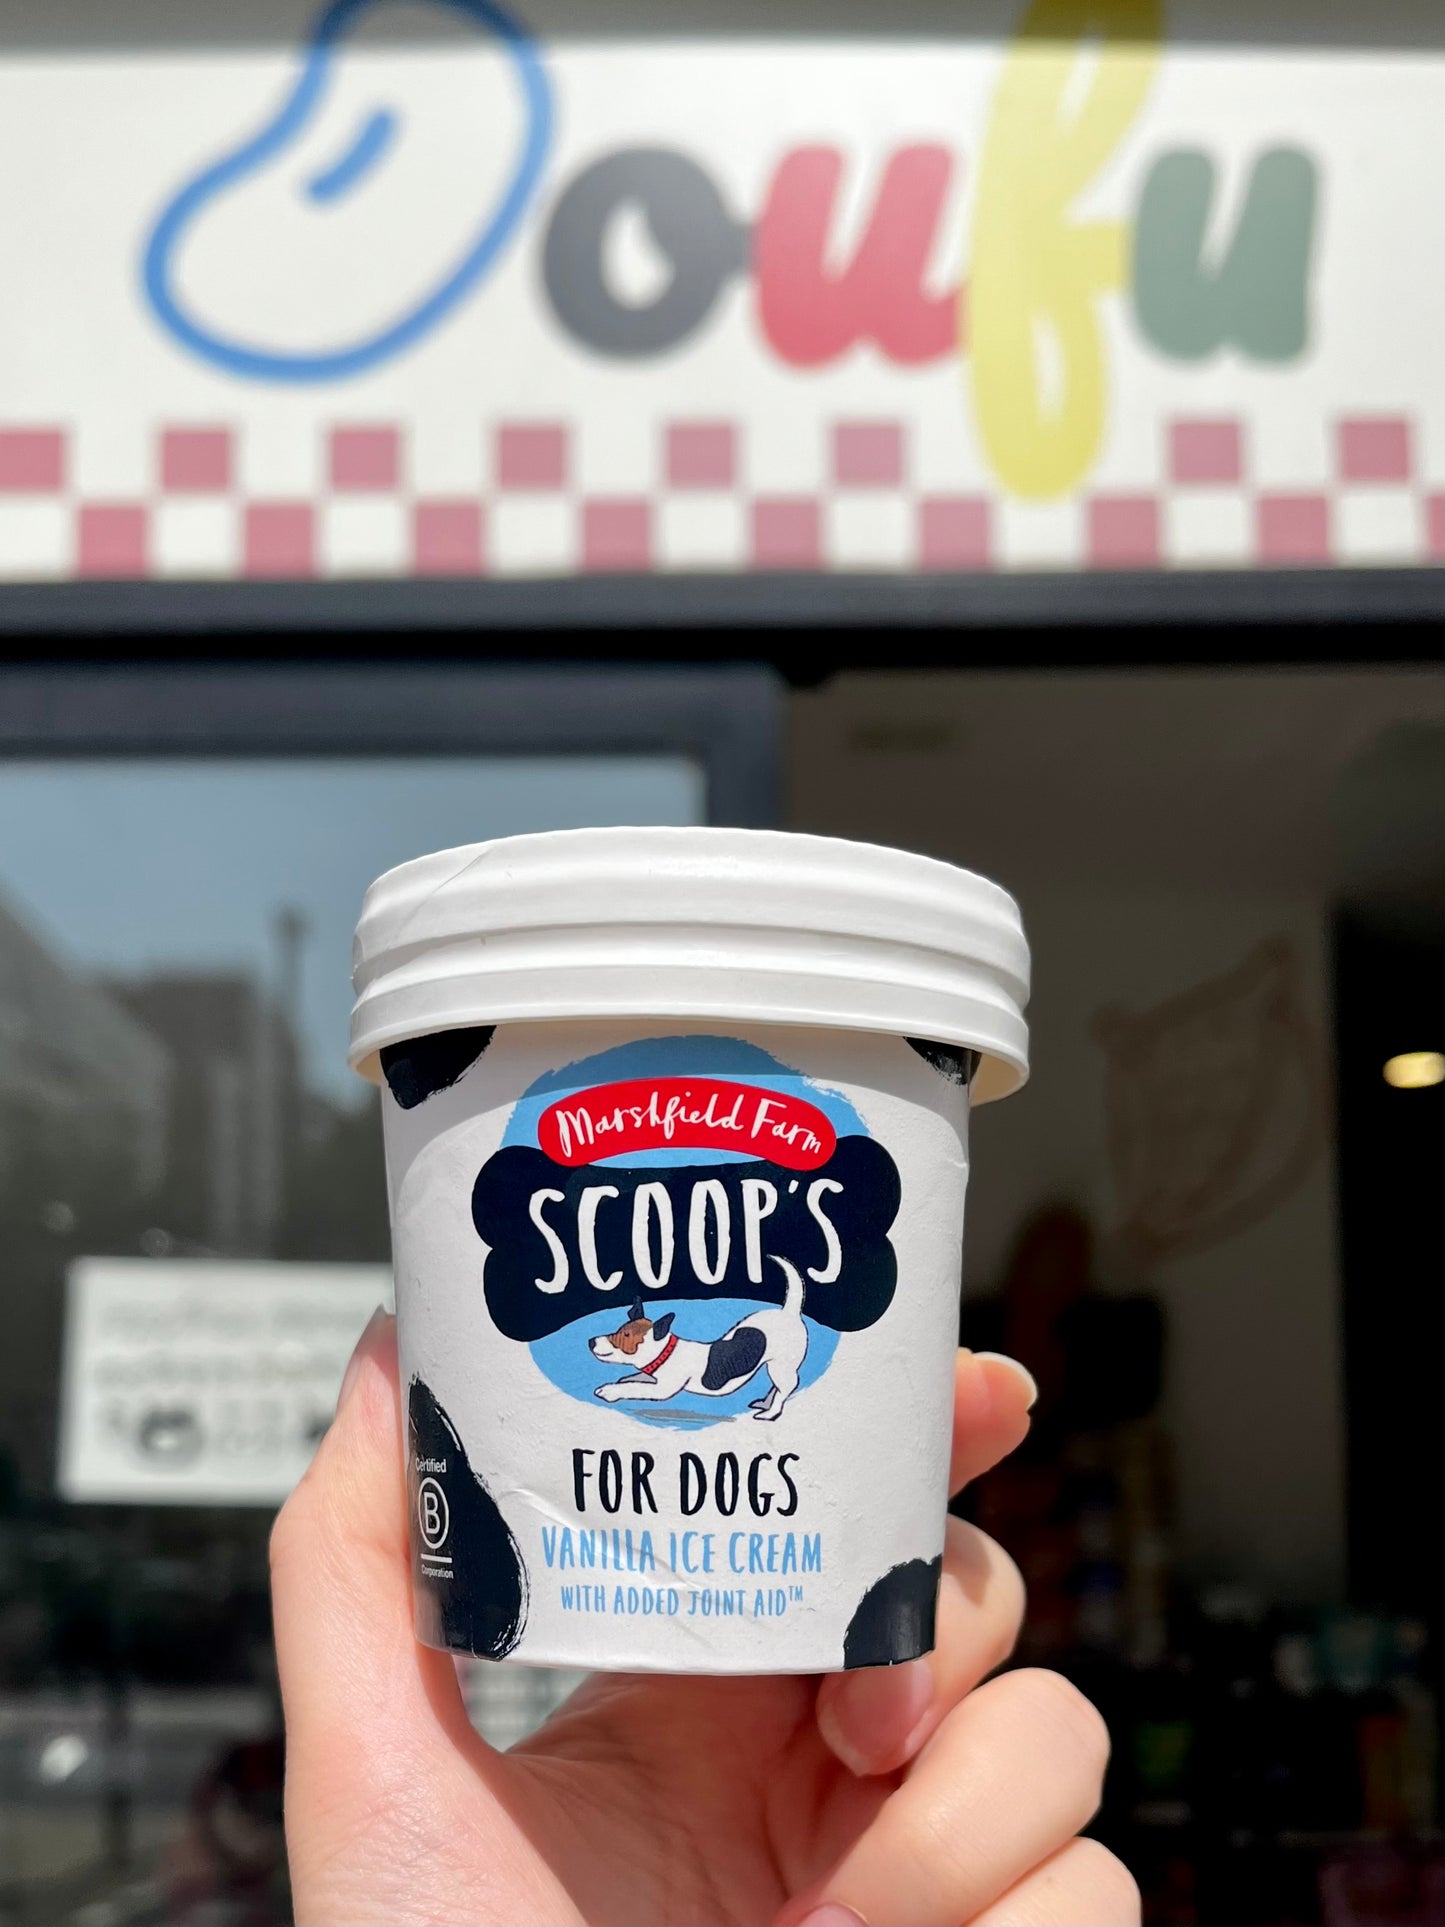 Doufu
Marshfield Farm
SCOOP'S
FOR DOGS
VANILLA ICE CREAM
WITH ADDED JOINT AID™
Certified
B
Corporation